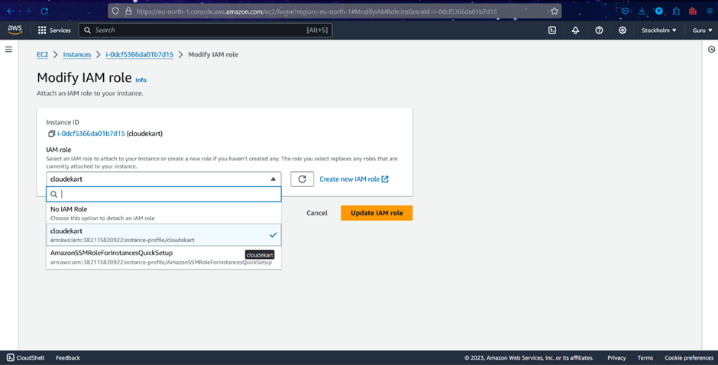 https://eu-north-1.console.aws.amazon.com/ec2/home?region=eu-north-1#ModifyIAMRole:instanceId=i-0dcf5366da01b7d15
aws
Services
Search
[Alt+S]
Stockholm
Guru
EC2 > Instances > i-0dcf5366da01b7d15 > Modify IAM role
Modify IAM role Info
Attach an IAM role to your instance.
Instance ID
i-0dcf5366da01b7d15 (cloudekart)
IAM role
Select an IAM role to attach to your instance or create a new role if you haven't created any. The role you select replaces any roles that are
currently attached to your instance.
cloudekart
Create new IAM role
No IAM Role
Choose this option to detach an IAM role
Cancel
Update IAM role
cloudekart
arn:aws:iam::382115820922:instance-profile/cloudekart
AmazonSSMRoleForInstancesQuickSetup
cloudekart
arn:aws:iam::382115820922:instance-profile/AmazonSSMRoleForInstancesQuickSetup
CloudShell
Feedback
© 2023, Amazon Web Services, Inc. or its affiliates.
Privacy
Terms
Cookie preferences